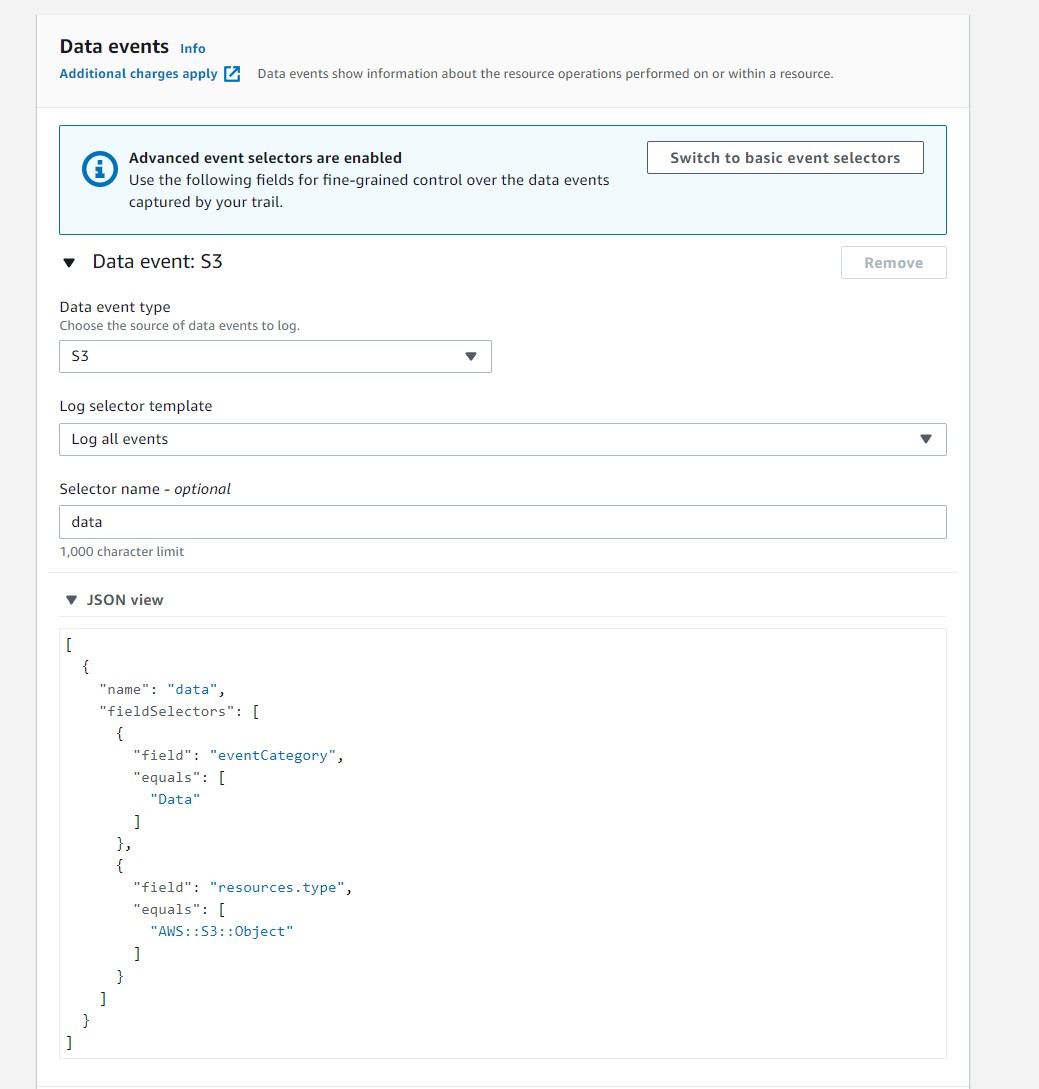 Data events Info
Additional charges apply Data events show information about the resource operations performed on or within a resource.
Advanced event selectors are enabled
Switch to basic event selectors
Use the following fields for fine-grained control over the data events
captured by your trail.
Data event: S3
Remove
Data event type
Choose the source of data events to log.
S3
Log selector template
Log all events
Selector name - optional
data
1,000 character limit
JSON view
[
  {
    "name": "data",
    "fieldSelectors": [
      {
        "field": "eventCategory",
        "equals": [
          "Data"
        ]
      },
      {
        "field": "resources.type",
        "equals": [
          "AWS::S3::Object"
        ]
      }
    ]
  }
]